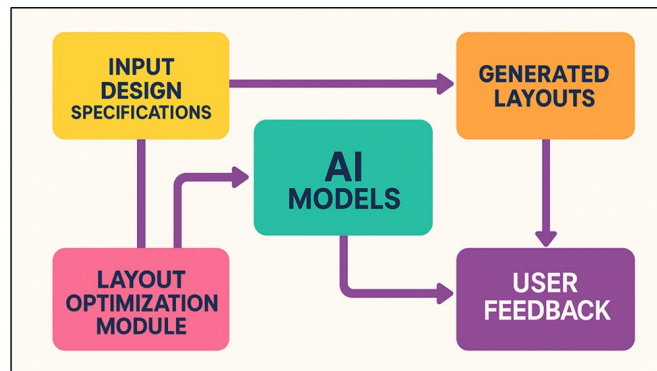 INPUT
DESIGN
SPECIFICATIONS
GENERATED
LAYOUTS
AI
MODELS
LAYOUT
OPTIMIZATION
MODULE
USER
FEEDBACK